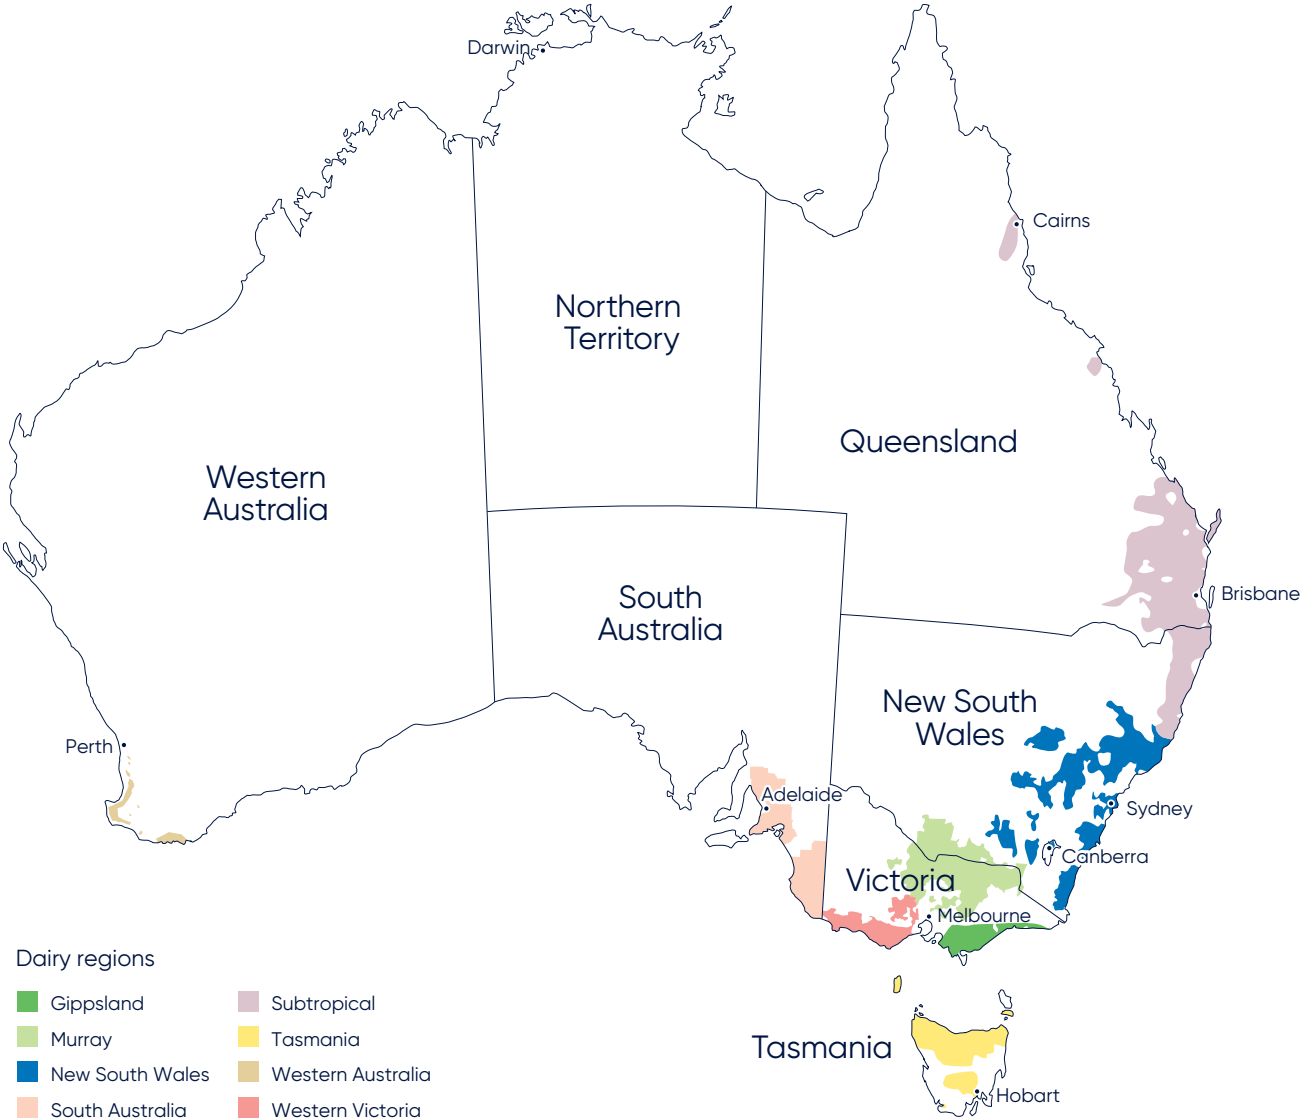 Darwin
Cairns
Northern
Territory
Queensland
Western
Australia
South
Australia
Brisbane
New South
Wales
Perth
Adelaide
Sydney
Canberra
Victoria
Melbourne
Dairy regions
Gippsland
Murray
New South Wales
South Australia
Subtropical
Tasmania
Western Australia
Western Victoria
Tasmania
Hobart